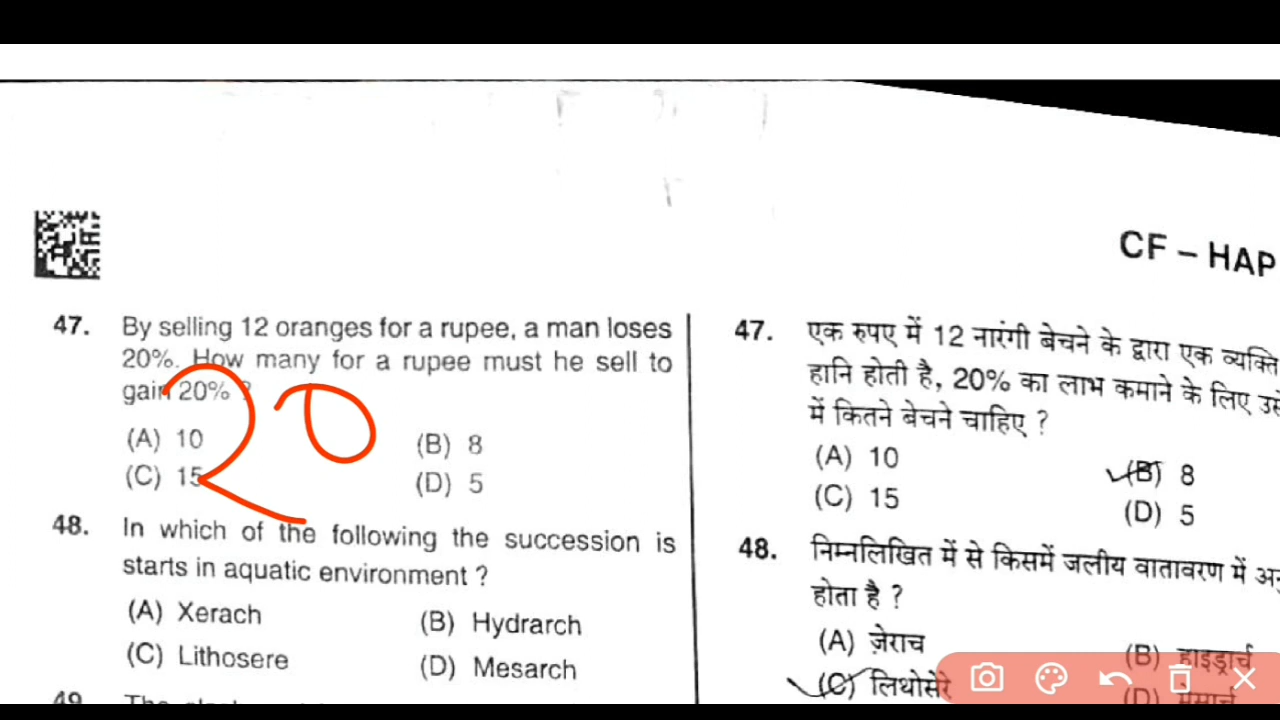 CF – HAP
47. By selling 12 oranges for a rupee, a man loses
20%. How many for a rupee must he sell to
gain 20% ?
(A) 10 (B) 8
(C) 15 (D) 5
48. In which of the following the succession is
starts in aquatic environment ?
(A) Xerach (B) Hydrarch
(C) Lithosere (D) Mesarch
49.
20
47. एक रुपए में 12 नारंगी बेचने के द्वारा एक व्यक्ति
हानि होती है, 20% का लाभ कमाने के लिए
में कितने बेचने चाहिए ?
(A) 10 (B) 8
(C) 15 (D) 5
48. निम्नलिखित में से किसमें जलीय वातावरण में
होता है ?
(A) ज़ेराच (B) हाइड्रार्च
(C) लिथोसेरे (D) मेसार्च